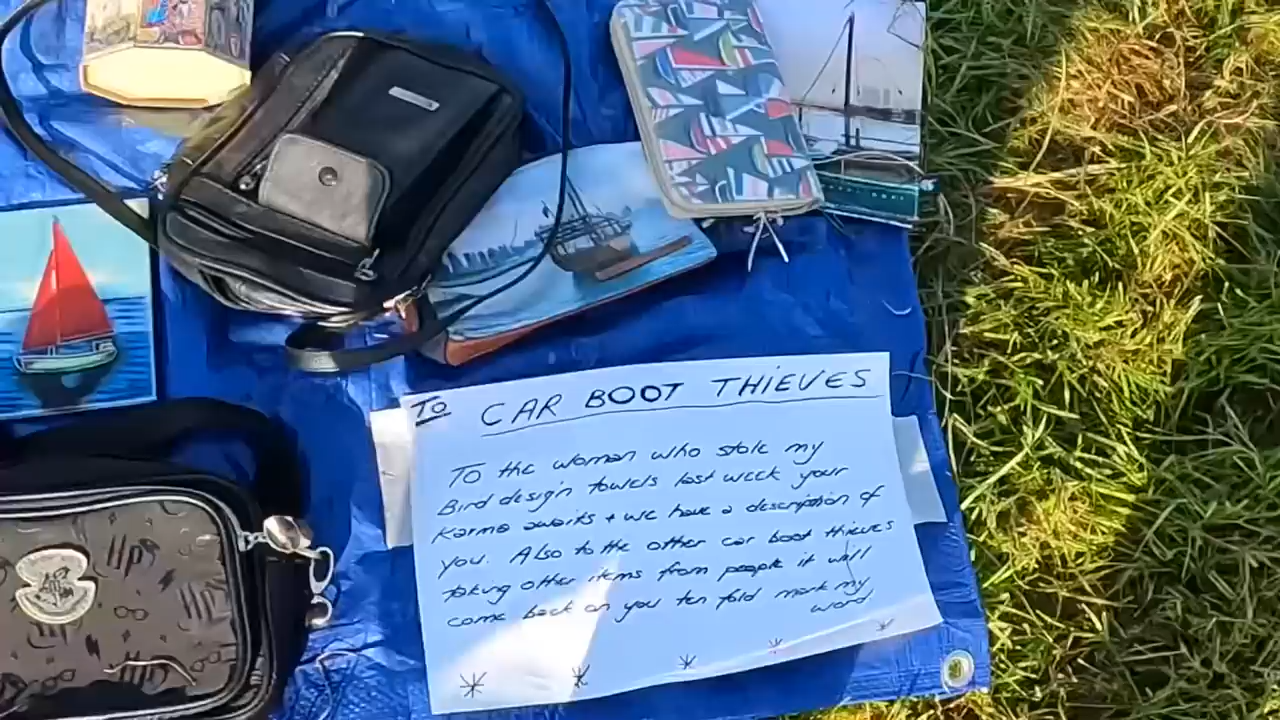 TO CAR BOOT THIEVES
To the woman who stole my
Bird design towels last week your
Karma awaits + we have a description of
you. Also to the other car boot thieves
taking other items from people it will
come back on you ten fold mark my
word